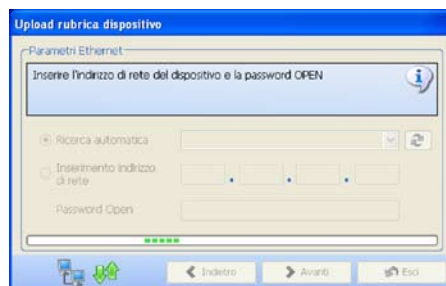 Upload rubrica dispositivo
Parametri Ethernet
Inserire l'indirizzo di rete del dispositivo e la password OPEN
Ricerca automatica
Inserimento indirizzo
di rete
Password Open
Indietro
Avanti
Esci